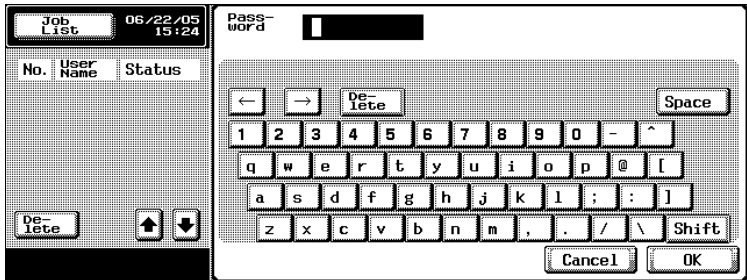 Job
List
06/22/05
15:24
No. User
Name Status
De-
lete
Pass-
word
← → De-
lete Space
1 2 3 4 5 6 7 8 9 0 - ^
q w e r t y u i o p @ [
a s d f g h j k l ; : ]
z x c v b n m , . / \ Shift
Cancel OK